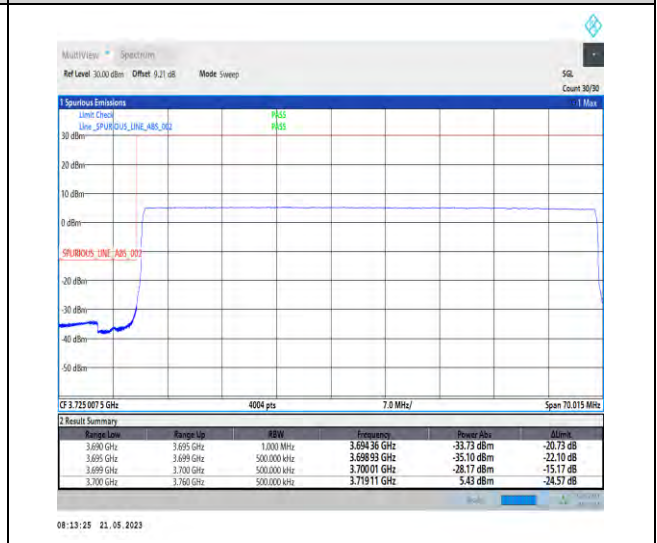 MultiView Spectrum
Ref Level 30.00 dBm Offset 9.21 dB Mode Sweep SGL
Count 30/30
1 Spurious Emissions 1 Max
Limit Check PASS
Line _SPURIOUS_LINE_ABS_002 PASS
30 dBm
20 dBm
10 dBm
0 dBm
_SPURIOUS_LINE_ABS_002
-20 dBm
-30 dBm
-40 dBm
-50 dBm
CF 3.725 007 5 GHz 4004 pts 7.0 MHz/ Span 70.015 MHz
2 Result Summary
Range Low Range Up RBW Frequency Power Abs ΔLimit
3.690 GHz 3.695 GHz 1.000 MHz 3.694 36 GHz -33.73 dBm -20.73 dB
3.695 GHz 3.699 GHz 500.000 kHz 3.698 93 GHz -35.10 dBm -22.10 dB
3.699 GHz 3.700 GHz 500.000 kHz 3.700 01 GHz -28.17 dBm -15.17 dB
3.700 GHz 3.760 GHz 500.000 kHz 3.719 11 GHz 5.43 dBm -24.57 dB
08:13:25 21.05.2023